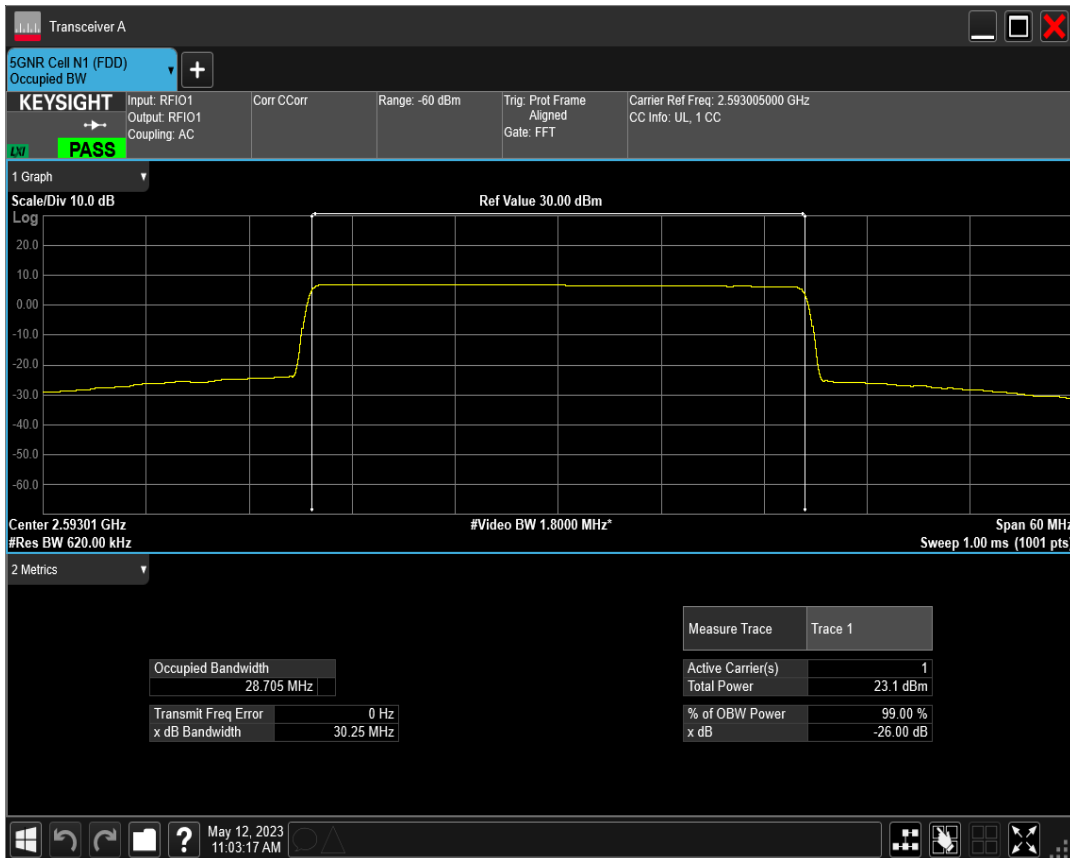 Transceiver A
5GNR Cell N1 (FDD)
Occupied BW
+
KEYSIGHT
LXI
PASS
Input: RFIO1
Output: RFIO1
Coupling: AC
Corr CCorr
Range: -60 dBm
Trig: Prot Frame
Aligned
Gate: FFT
Carrier Ref Freq: 2.593005000 GHz
CC Info: UL, 1 CC
1 Graph
Scale/Div 10.0 dB
Ref Value 30.00 dBm
Log
20.0
10.0
0.00
-10.0
-20.0
-30.0
-40.0
-50.0
-60.0
Center 2.59301 GHz
#Video BW 1.8000 MHz*
Span 60 MHz
#Res BW 620.00 kHz
Sweep 1.00 ms (1001 pts)
2 Metrics
Measure Trace Trace 1
Occupied Bandwidth
28.705 MHz
Transmit Freq Error 0 Hz
x dB Bandwidth 30.25 MHz
Active Carrier(s) 1
Total Power 23.1 dBm
% of OBW Power 99.00 %
x dB -26.00 dB
?
May 12, 2023
11:03:17 AM